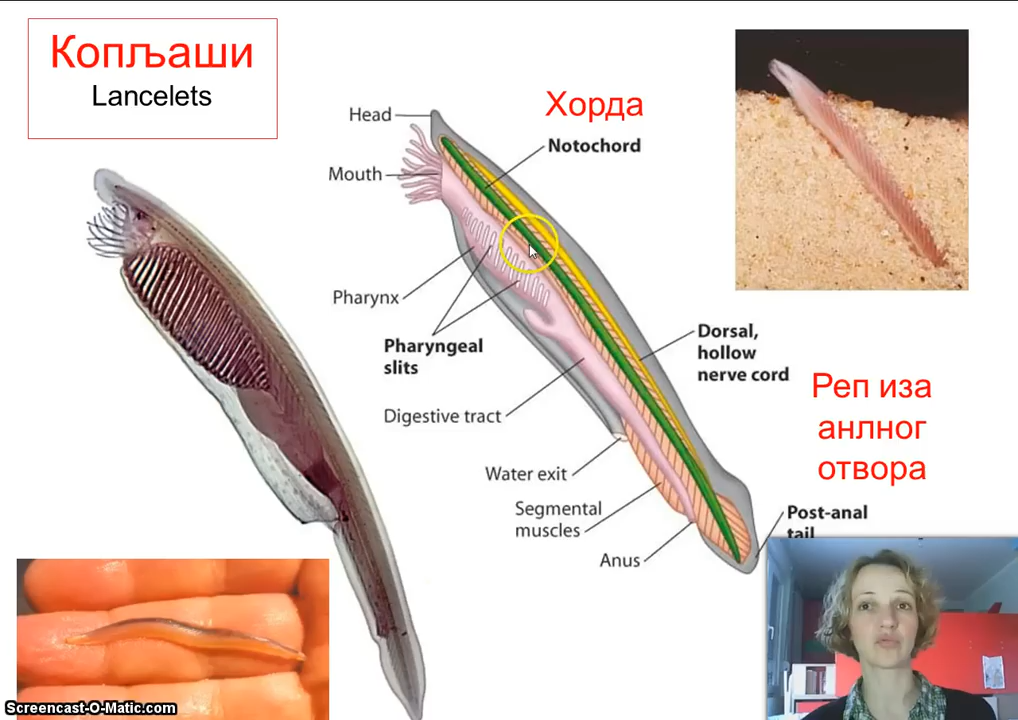 Копљаши
Lancelets
Head
Хорда
Notochord
Mouth
Pharynx
Pharyngeal
slits
Dorsal,
hollow
nerve cord
Digestive tract
Реп иза
анлног
отвора
Water exit
Segmental
muscles
Anus
Post-anal
tail
Screencast-O-Matic.com